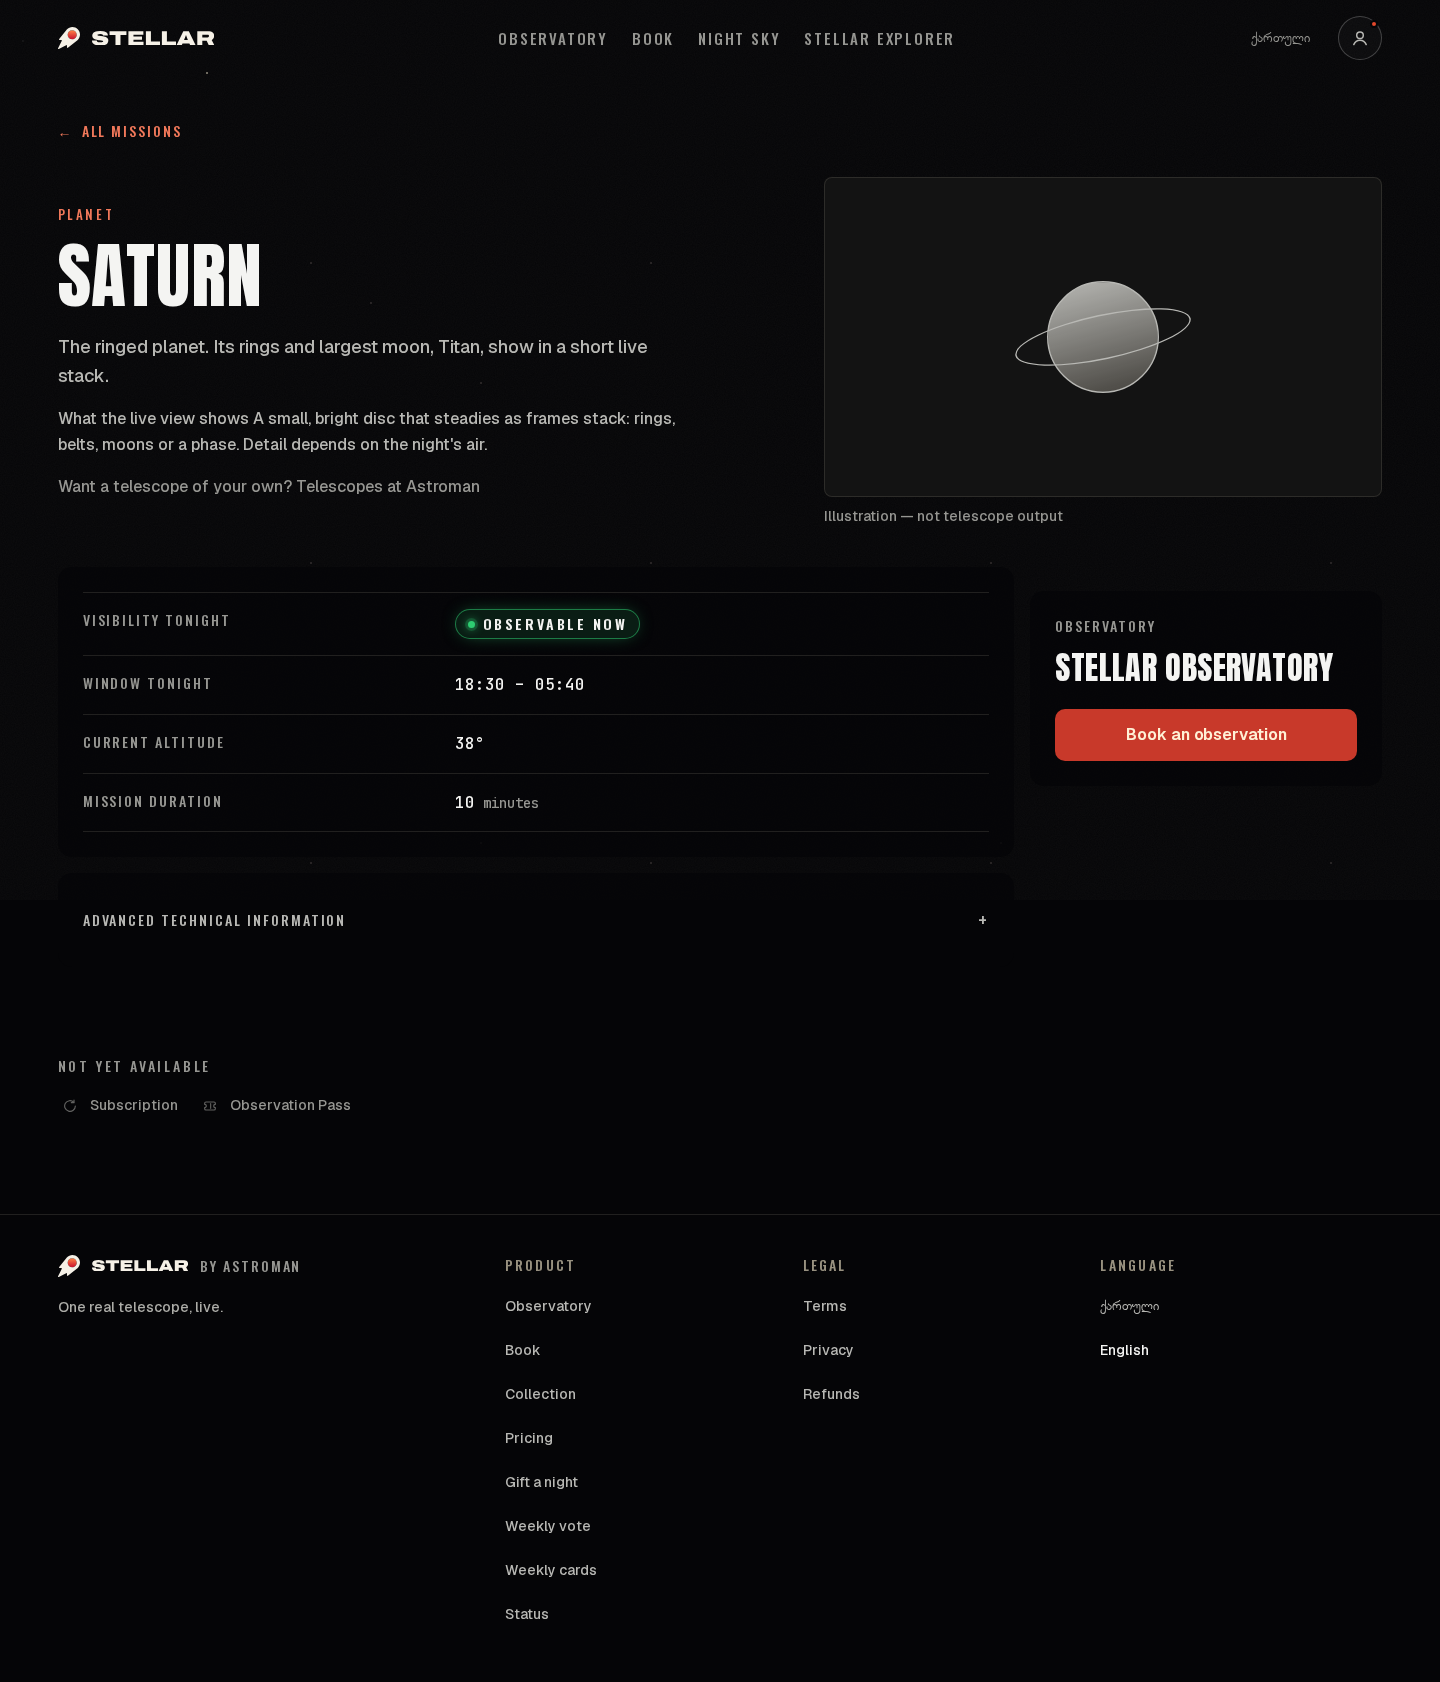 STELLAR
OBSERVATORY BOOK NIGHT SKY STELLAR EXPLORER
ქართული
← ALL MISSIONS
PLANET
SATURN
The ringed planet. Its rings and largest moon, Titan, show in a short live
stack.
What the live view shows A small, bright disc that steadies as frames stack: rings,
belts, moons or a phase. Detail depends on the night's air.
Want a telescope of your own? Telescopes at Astroman
Illustration — not telescope output
VISIBILITY TONIGHT OBSERVABLE NOW
WINDOW TONIGHT 18:30 – 05:40
CURRENT ALTITUDE 38°
MISSION DURATION 10 minutes
OBSERVATORY
STELLAR OBSERVATORY
Book an observation
ADVANCED TECHNICAL INFORMATION +
NOT YET AVAILABLE
Subscription Observation Pass
STELLAR BY ASTROMAN
One real telescope, live.
PRODUCT
Observatory
Book
Collection
Pricing
Gift a night
Weekly vote
Weekly cards
Status
LEGAL
Terms
Privacy
Refunds
LANGUAGE
ქართული
English